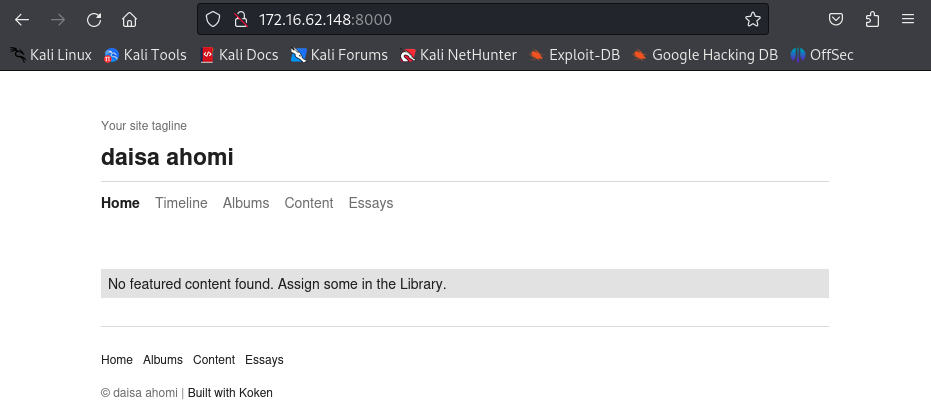 172.16.62.148:8000
Kali Linux Kali Tools Kali Docs Kali Forums Kali NetHunter Exploit-DB Google Hacking DB OffSec
Your site tagline
daisa ahomi
Home Timeline Albums Content Essays
No featured content found. Assign some in the Library.
Home Albums Content Essays
© daisa ahomi | Built with Koken